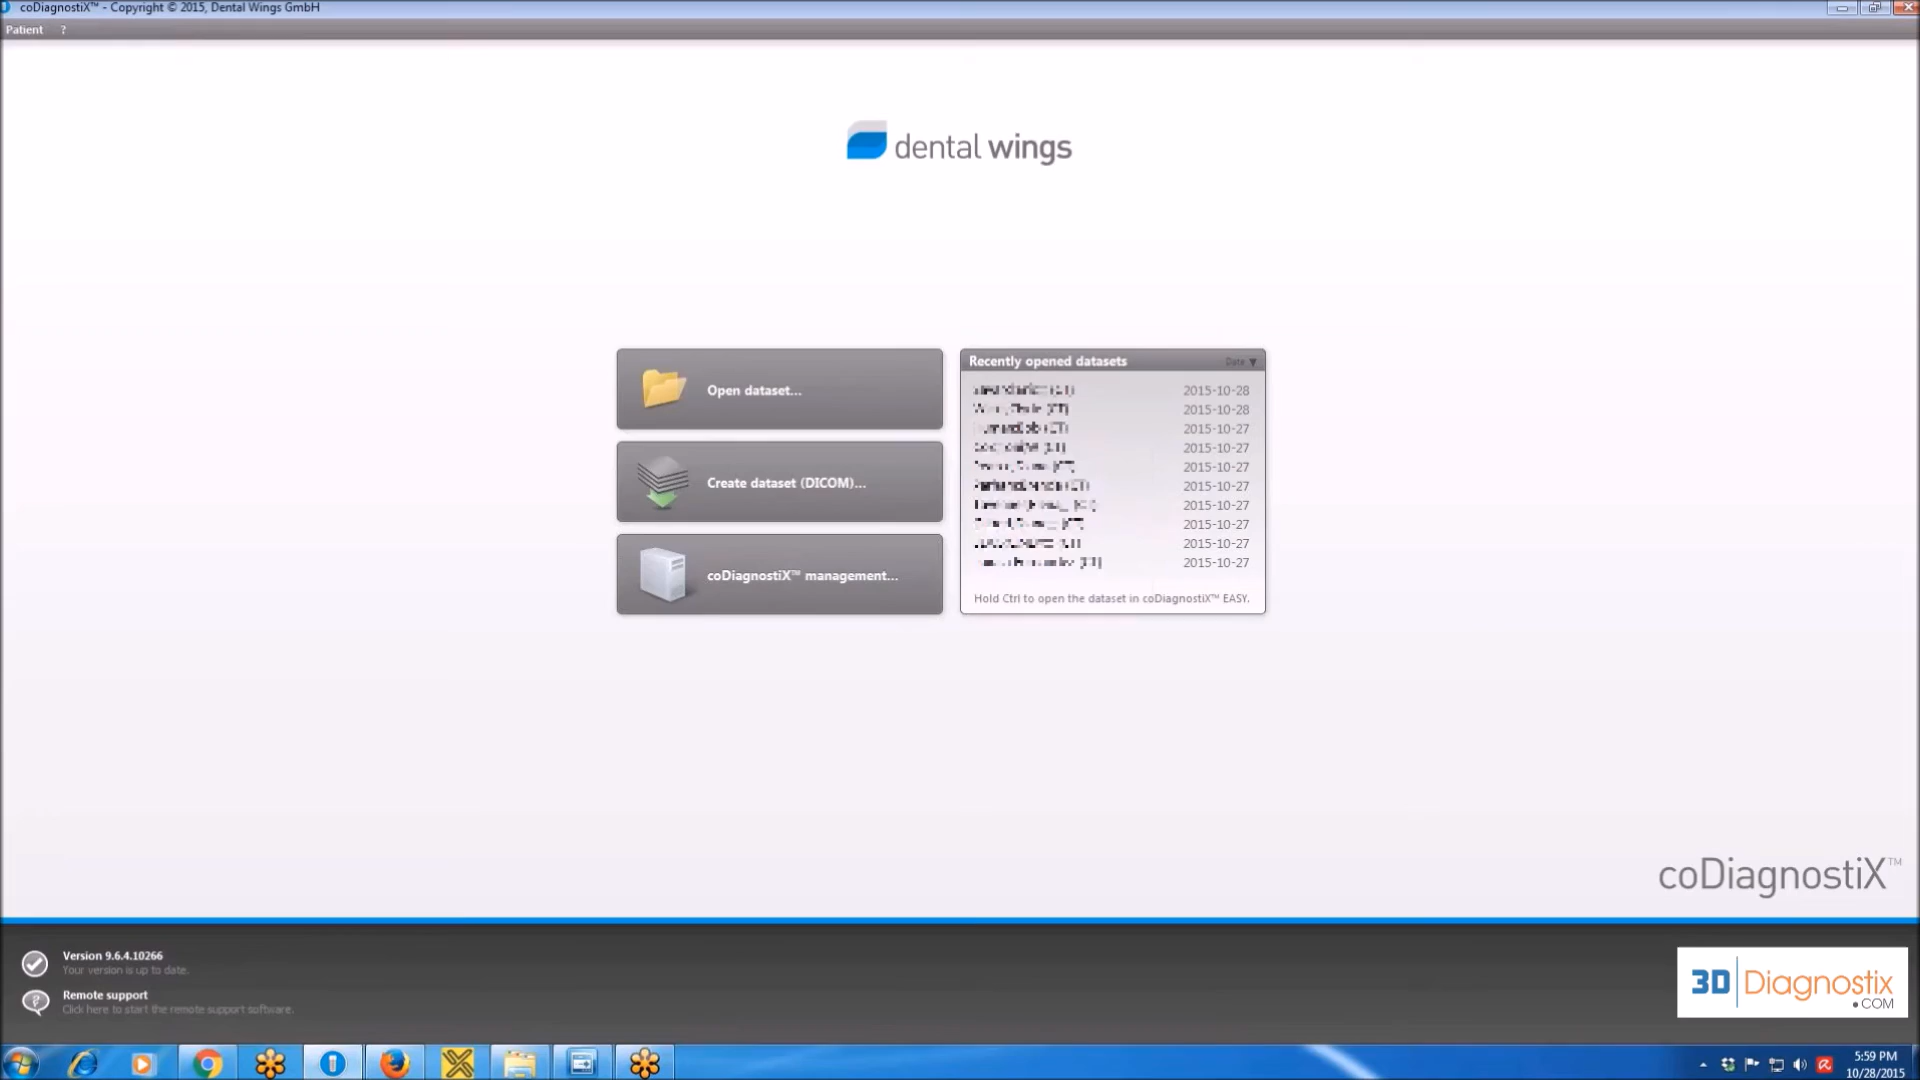 coDiagnostiX™ - Copyright © 2015, Dental Wings GmbH
Patient ?
dental wings
Open dataset...
Create dataset (DICOM)...
coDiagnostiX™ management...
Recently opened datasets Date ▼
2015-10-28
2015-10-28
2015-10-27
2015-10-27
2015-10-27
2015-10-27
2015-10-27
2015-10-27
2015-10-27
2015-10-27
Hold Ctrl to open the dataset in coDiagnostiX™ EASY.
coDiagnostiX™
Version 9.6.4.10266
Your version is up to date.
Remote support
Click here to start the remote support software.
3D Diagnostix
.COM
5:59 PM
10/28/2015